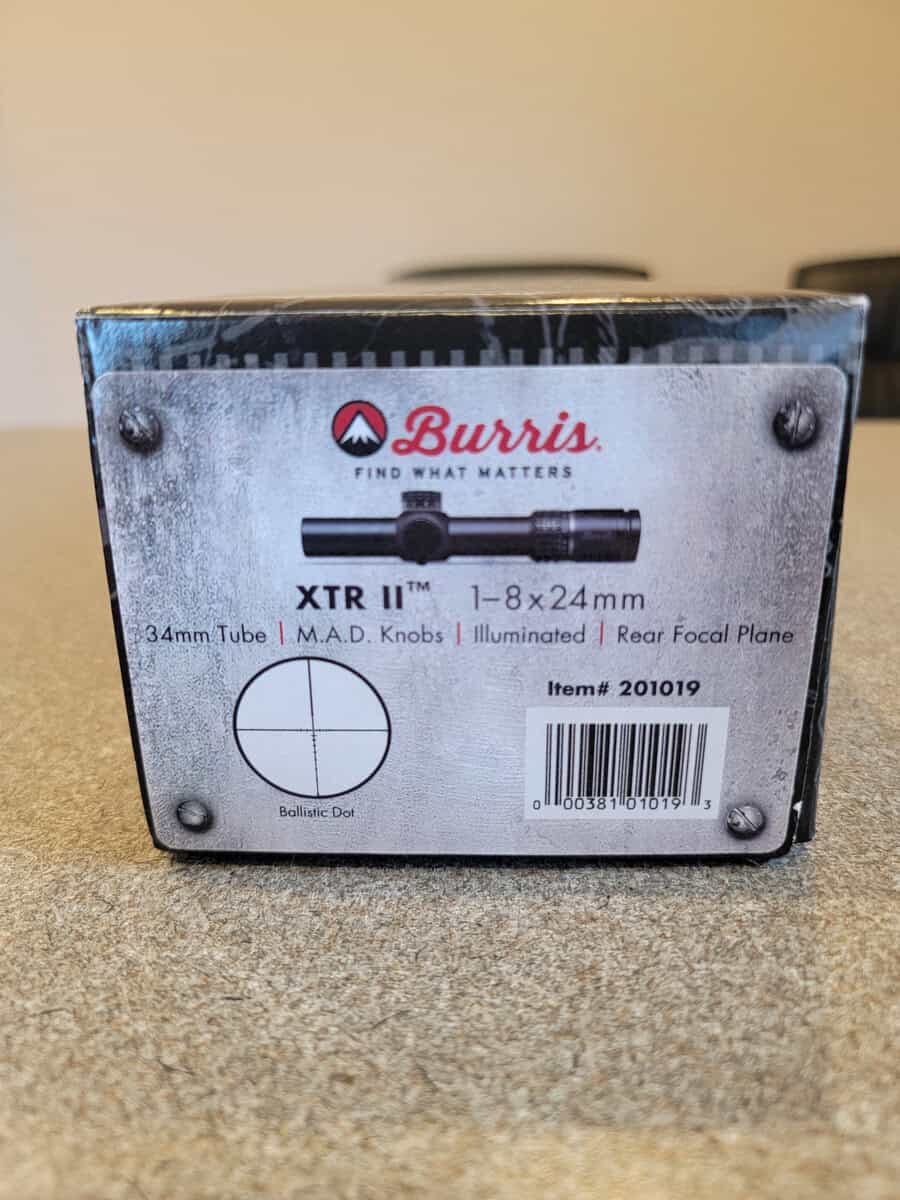 Burris.
FIND WHAT MATTERS
XTR II™ 1–8x24mm
34mm Tube | M.A.D. Knobs | Illuminated | Rear Focal Plane
Item# 201019
Ballistic Dot
0 00381 01019 3